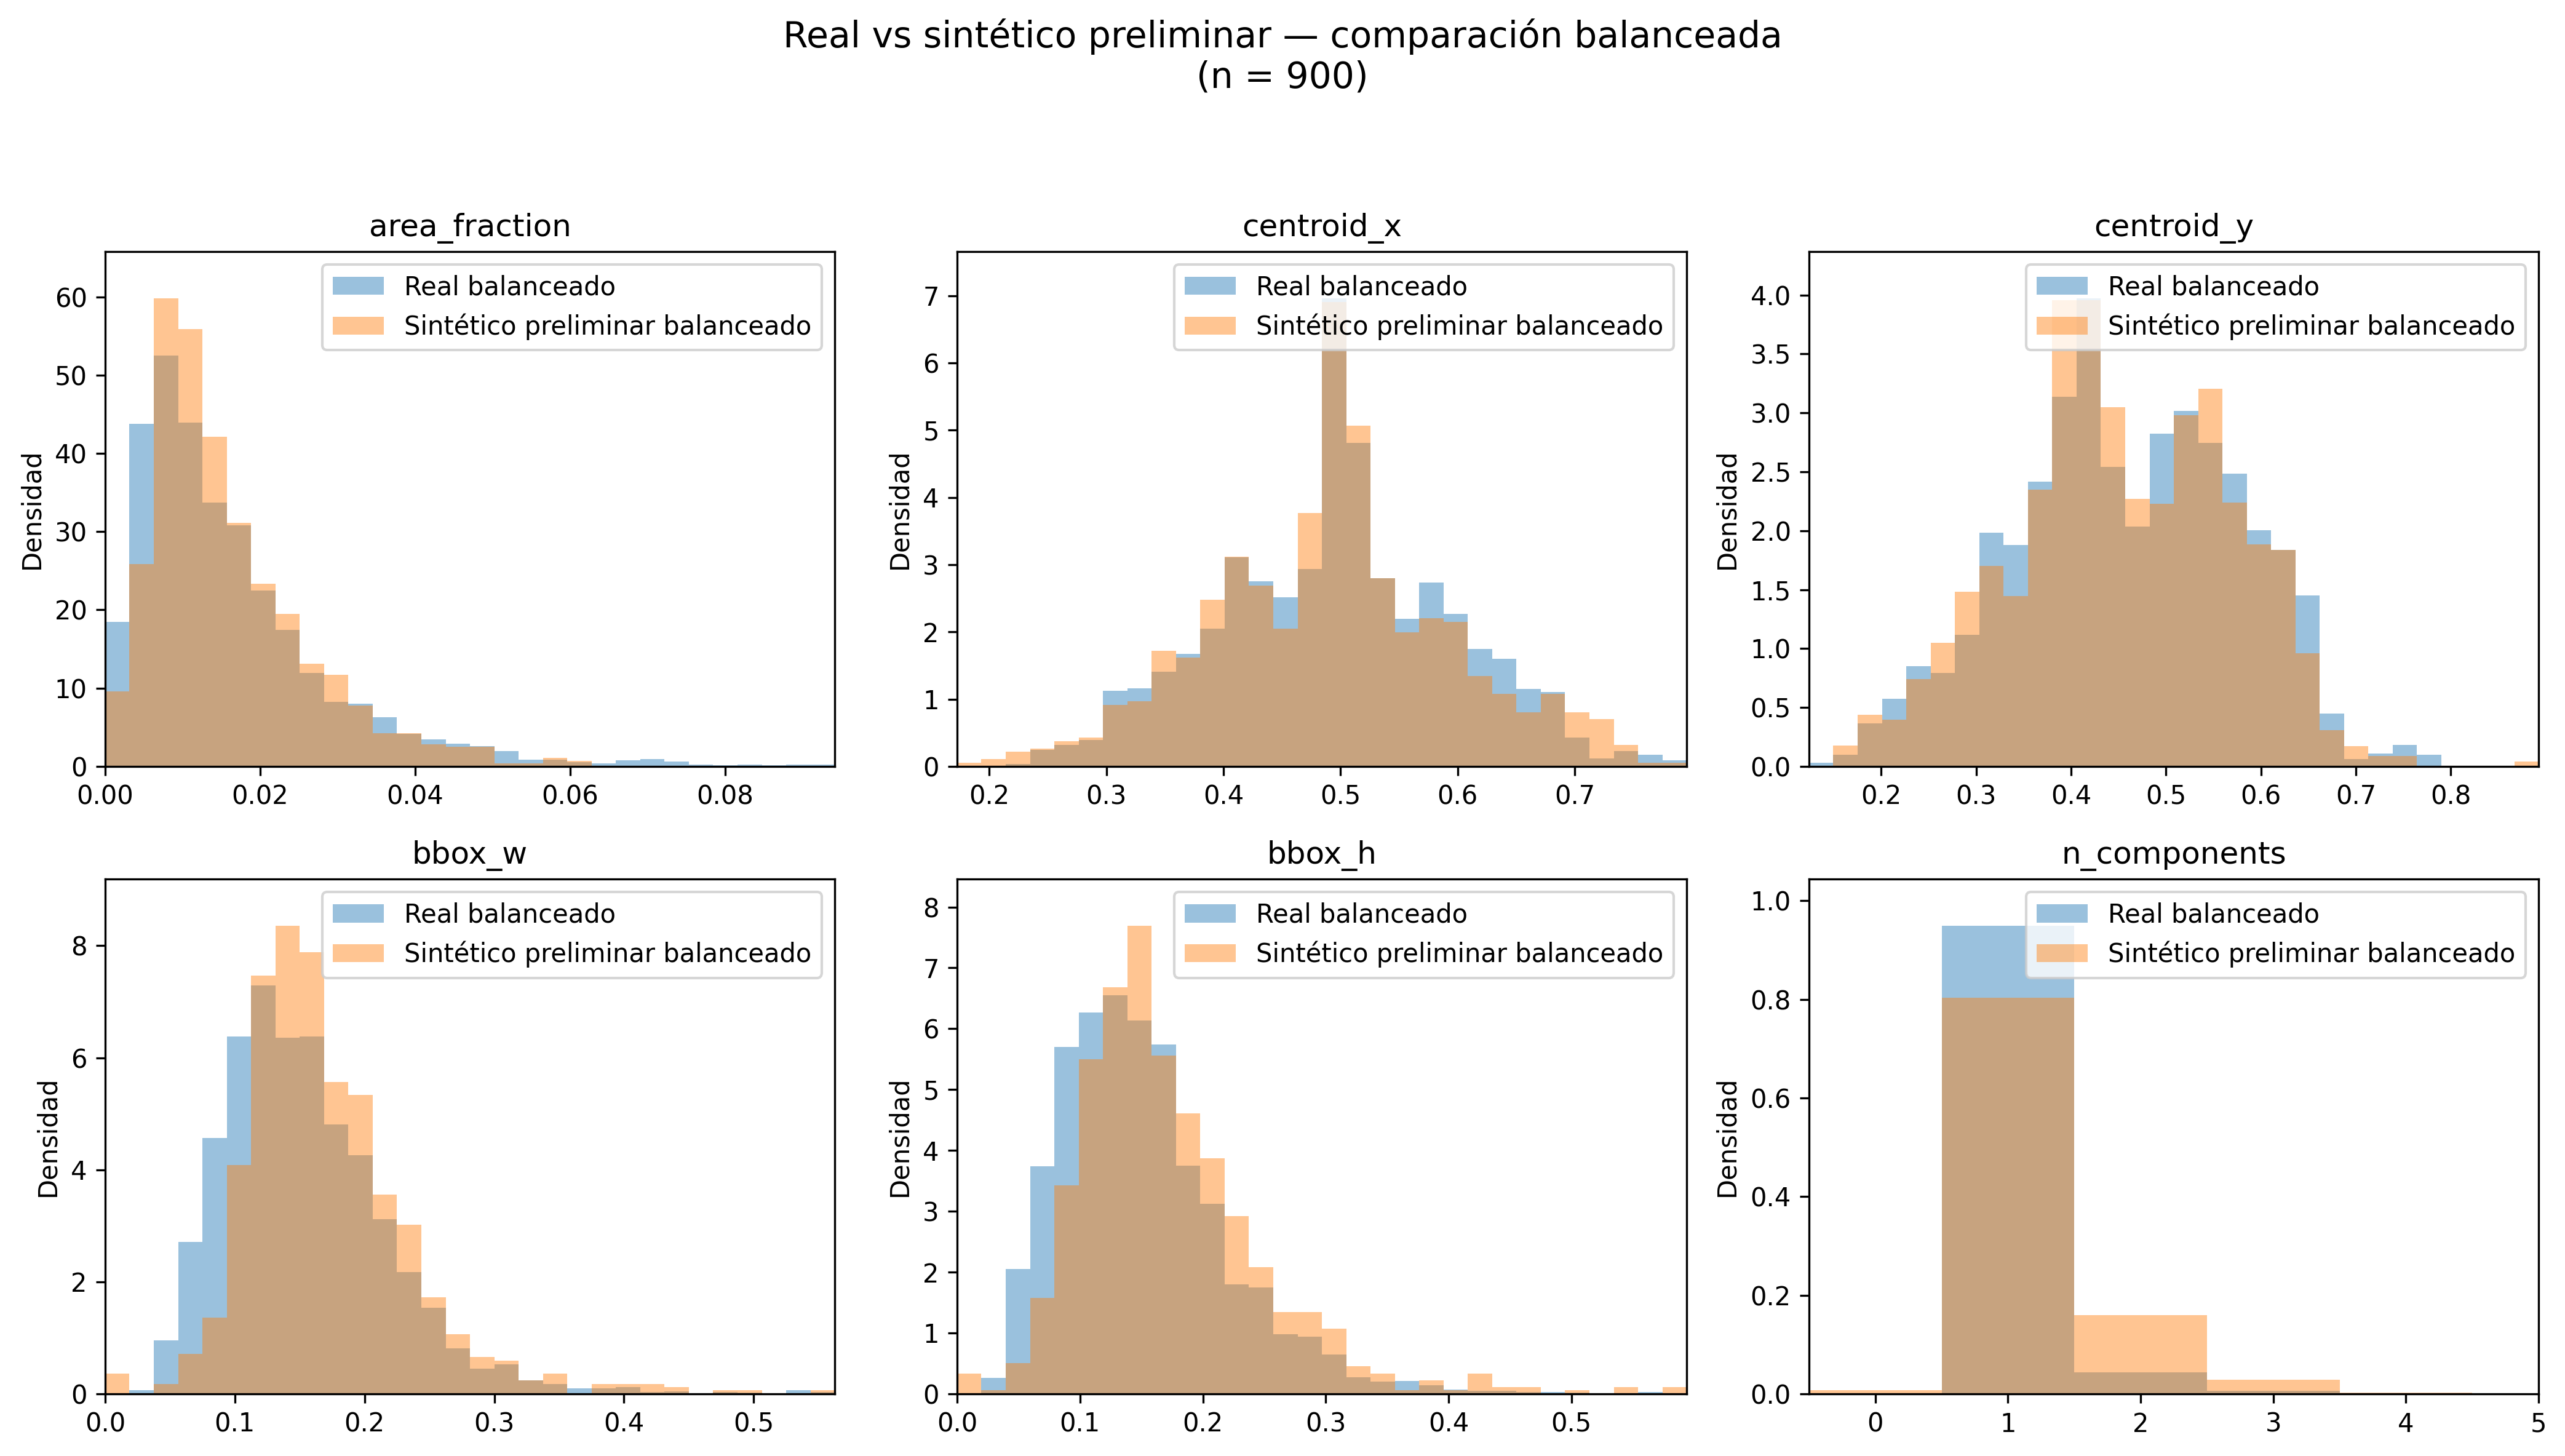 Real vs sintético preliminar — comparación balanceada
(n = 900)
area_fraction
Densidad
60
50
40
30
20
10
0
0.00 0.02 0.04 0.06 0.08
Real balanceado
Sintético preliminar balanceado
centroid_x
Densidad
7
6
5
4
3
2
1
0
0.2 0.3 0.4 0.5 0.6 0.7
Real balanceado
Sintético preliminar balanceado
centroid_y
Densidad
4.0
3.5
3.0
2.5
2.0
1.5
1.0
0.5
0.0
0.2 0.3 0.4 0.5 0.6 0.7 0.8
Real balanceado
Sintético preliminar balanceado
bbox_w
Densidad
8
6
4
2
0
0.0 0.1 0.2 0.3 0.4 0.5
Real balanceado
Sintético preliminar balanceado
bbox_h
Densidad
8
7
6
5
4
3
2
1
0
0.0 0.1 0.2 0.3 0.4 0.5
Real balanceado
Sintético preliminar balanceado
n_components
Densidad
1.0
0.8
0.6
0.4
0.2
0.0
0 1 2 3 4 5
Real balanceado
Sintético preliminar balanceado